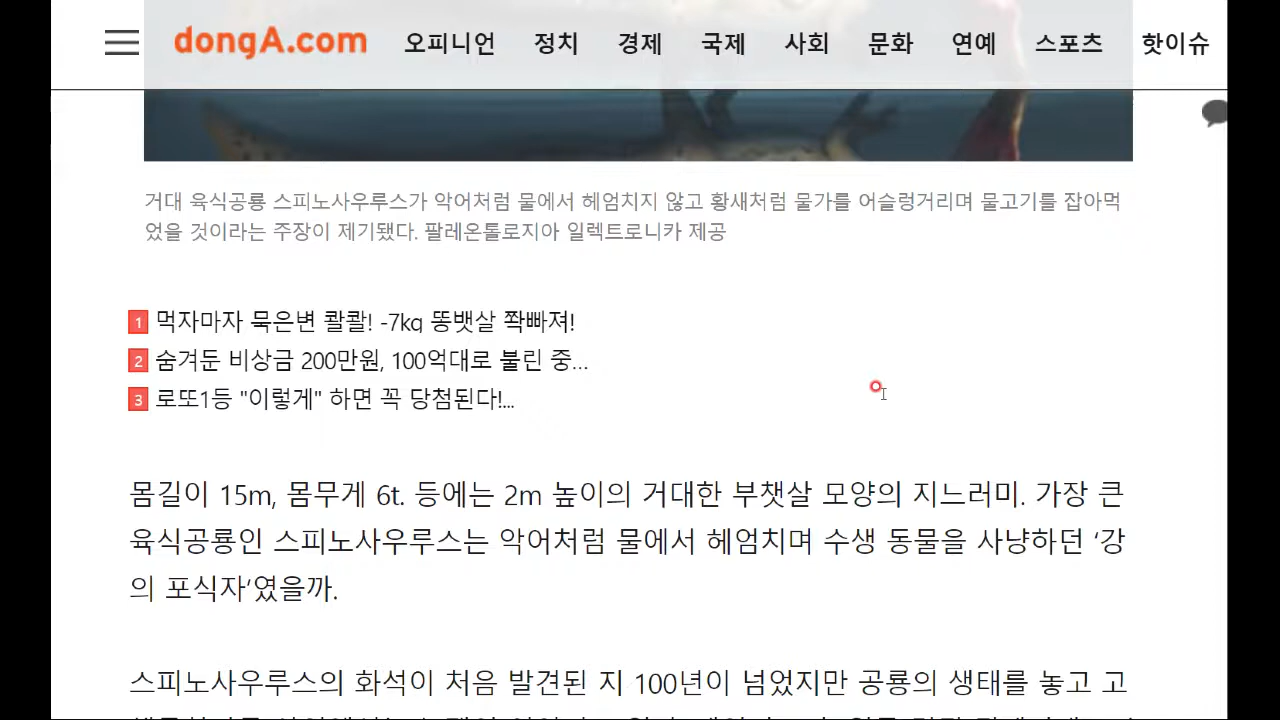 dongA.com 오피니언 정치 경제 국제 사회 문화 연예 스포츠 핫이슈
거대 육식공룡 스피노사우루스가 악어처럼 물에서 헤엄치지 않고 황새처럼 물가를 어슬렁거리며 물고기를 잡아먹
었을 것이라는 주장이 제기됐다. 팔레온톨로지아 일렉트로니카 제공
1 먹자마자 묵은변 콸콸! -7kg 똥뱃살 쫙빠져!
2 숨겨둔 비상금 200만원, 100억대로 불린 중...
3 로또1등 "이렇게" 하면 꼭 당첨된다!...
몸길이 15m, 몸무게 6t. 등에는 2m 높이의 거대한 부챗살 모양의 지느러미. 가장 큰
육식공룡인 스피노사우루스는 악어처럼 물에서 헤엄치며 수생 동물을 사냥하던 ‘강
의 포식자’였을까.
스피노사우루스의 화석이 처음 발견된 지 100년이 넘었지만 공룡의 생태를 놓고 고